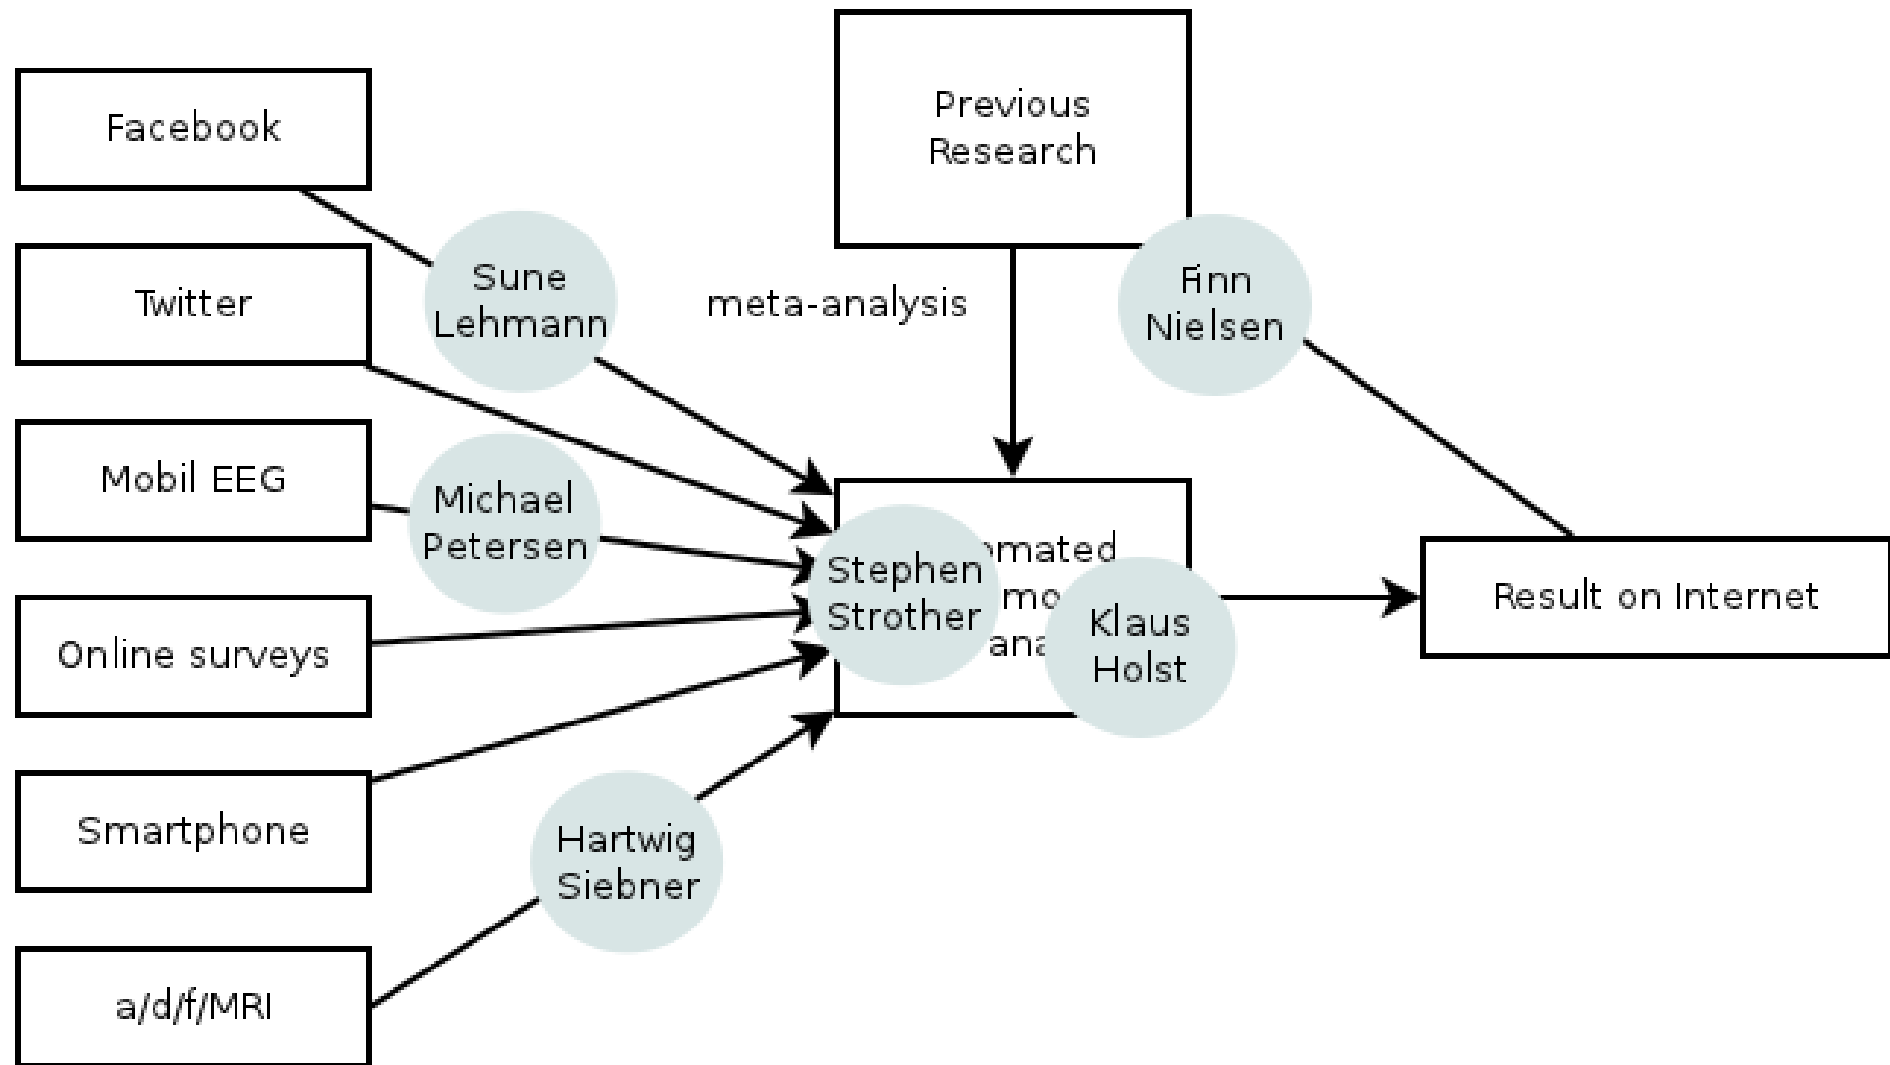 Facebook
Twitter
Mobil EEG
Online surveys
Smartphone
a/d/f/MRI
Sune
Lehmann
Michael
Petersen
Hartwig
Siebner
Previous
Research
meta-analysis
Finn
Nielsen
Stephen
Strother
Klaus
Holst
Result on Internet